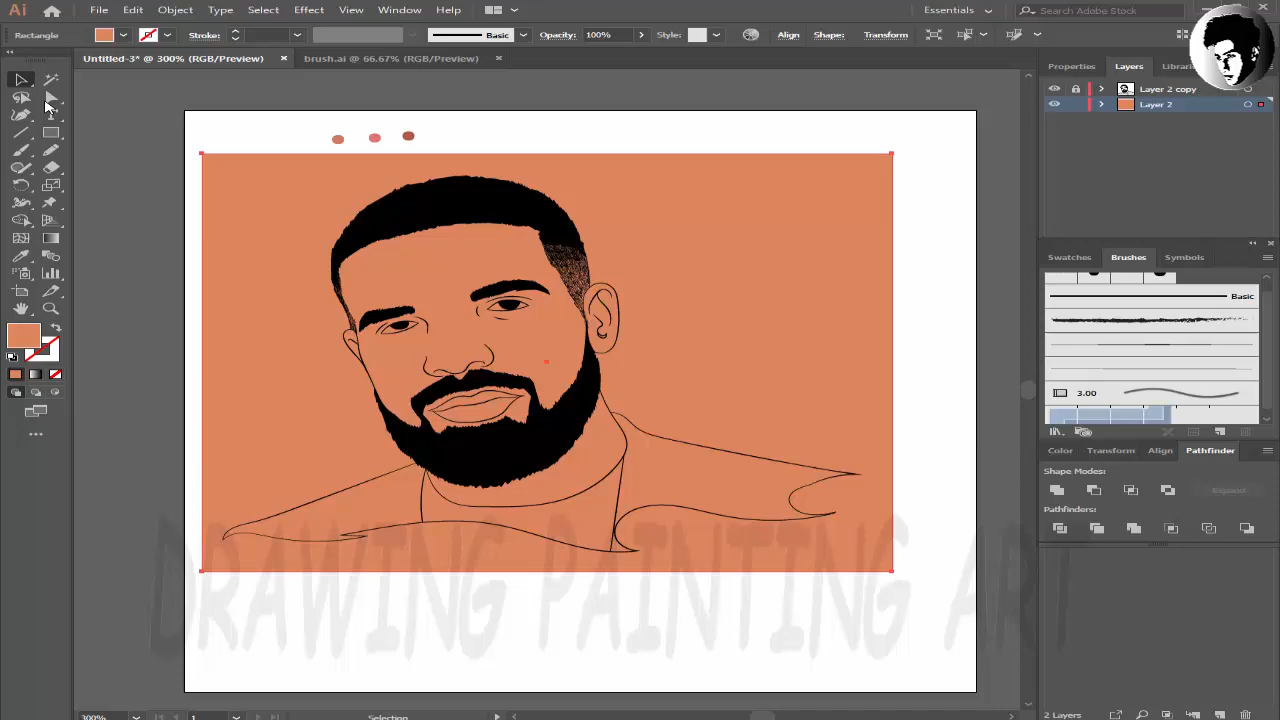 Ai File Edit Object Type Select Effect View Window Help Essentials Search Adobe Stock
Rectangle Stroke: Basic Opacity: 100% Style: Align Shape: Transform
Untitled-3* @ 300% (RGB/Preview) × brush.ai @ 66.67% (RGB/Preview) ×
Properties Layers Librari
Layer 2 copy
Layer 2
Swatches Brushes Symbols
Basic
3.00
Color Transform Align Pathfinder
Shape Modes:
Expand
Pathfinders:
DRAWING PAINTING ART
300% 1 Selection 2 Layers